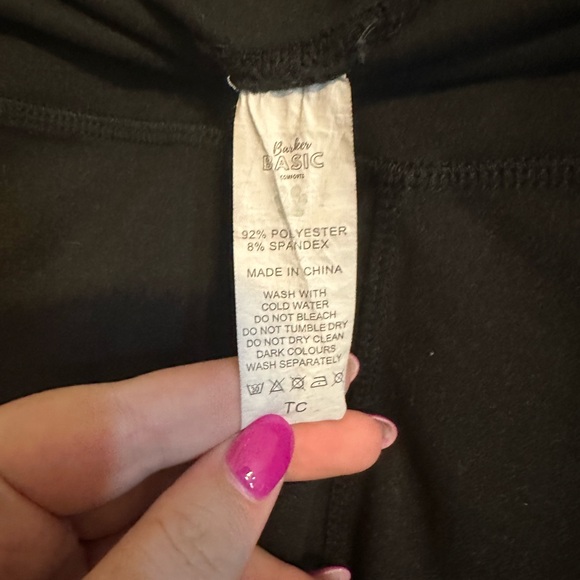 Barker
BASIC
COMFORTS
92% POLYESTER
8% SPANDEX
MADE IN CHINA
WASH WITH
COLD WATER
DO NOT BLEACH
DO NOT TUMBLE DRY
DO NOT DRY CLEAN
DARK COLOURS
WASH SEPARATELY
TC